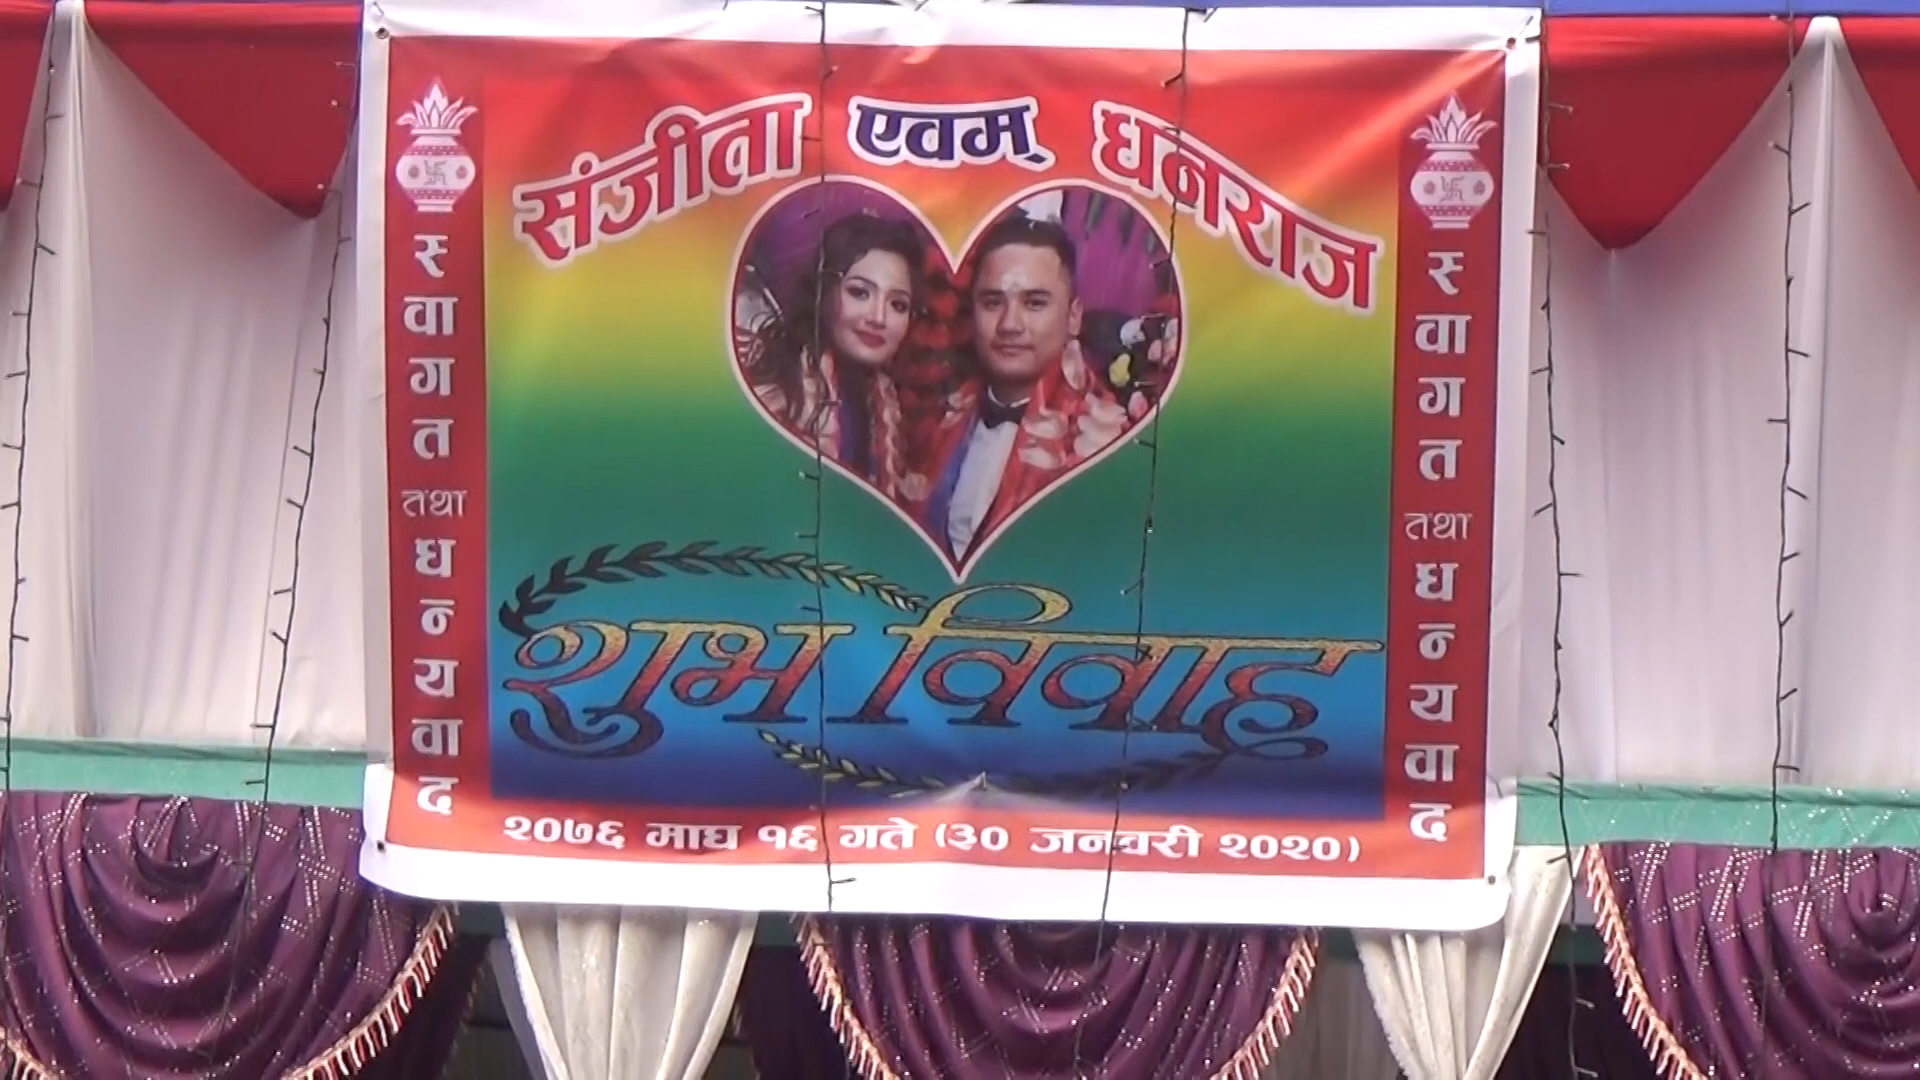 संजीता एवम् धनराज
स्वागत तथा धन्यवाद
शुभ विवाह
२०७६ माघ १६ गते (३० जनवरी २०२०)
स्वागत तथा धन्यवाद